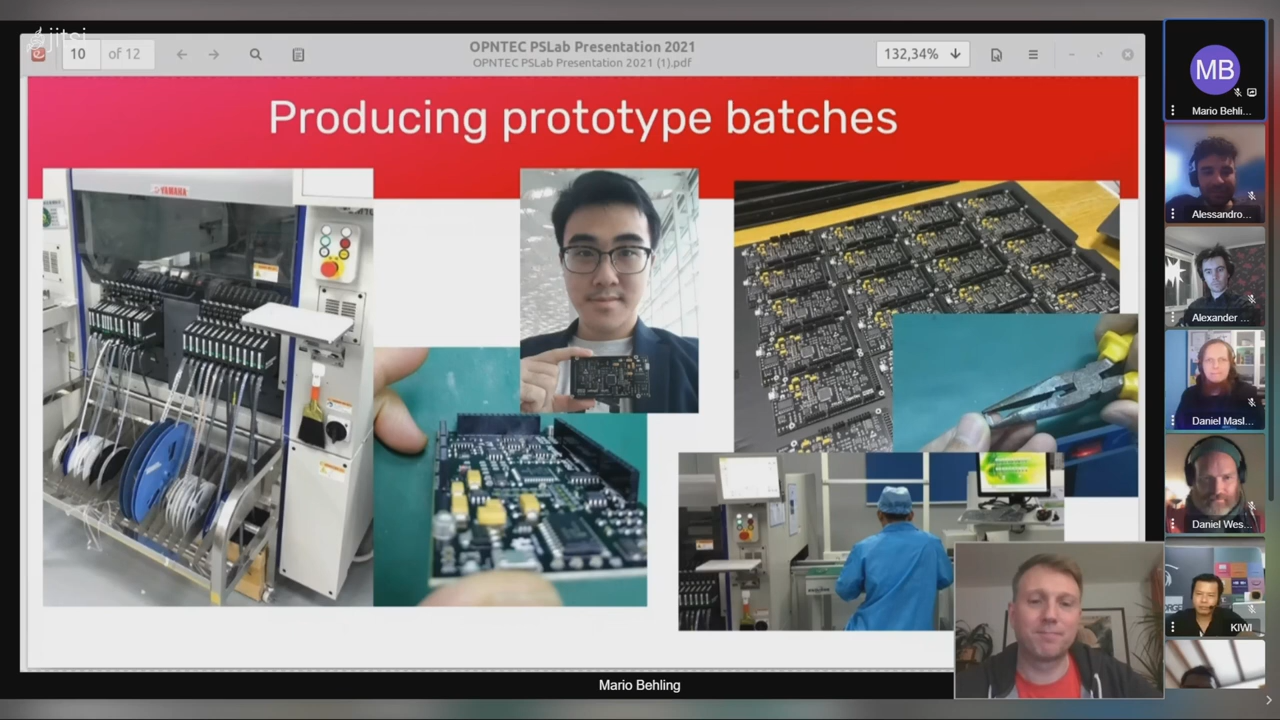 jitsi
10
of 12
OPNTEC PSLab Presentation 2021
OPNTEC PSLab Presentation 2021 (1).pdf
132,34%
Producing prototype batches
YAMAHA
MB
Mario Behli...
Alessandro...
Alexander ...
Daniel Masl...
Daniel Wes...
KIWI
Mario Behling